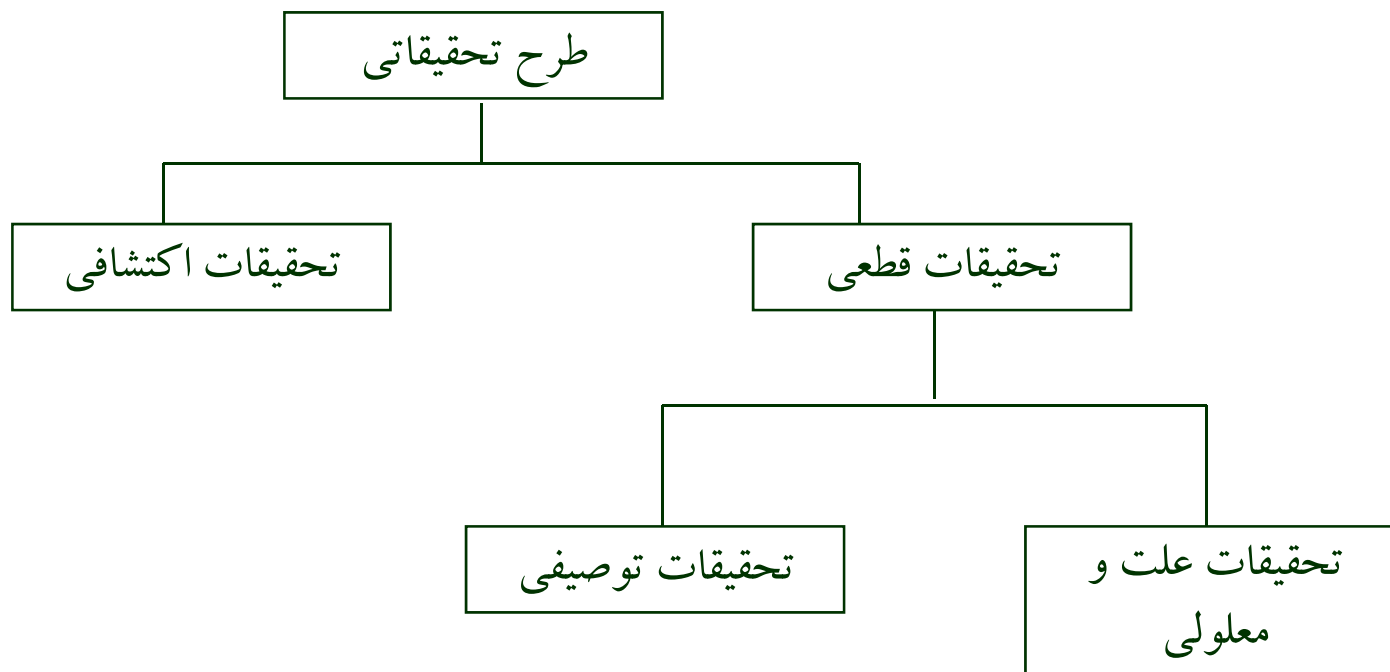 طرح تحقیقاتی
تحقیقات قطعی
تحقیقات اکتشافی
تحقیقات علت و
معلولی
تحقیقات توصیفی